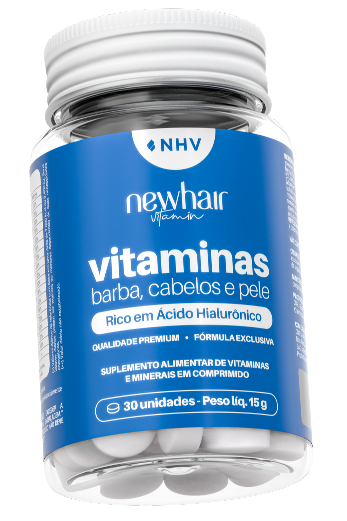 NHV
newhair
vitamin
vitaminas
barba, cabelos e pele
Rico em Ácido Hialurônico
QUALIDADE PREMIUM • FÓRMULA EXCLUSIVA
SUPLEMENTO ALIMENTAR DE VITAMINAS
E MINERAIS EM COMPRIMIDO
30 unidades - Peso líq. 15 g